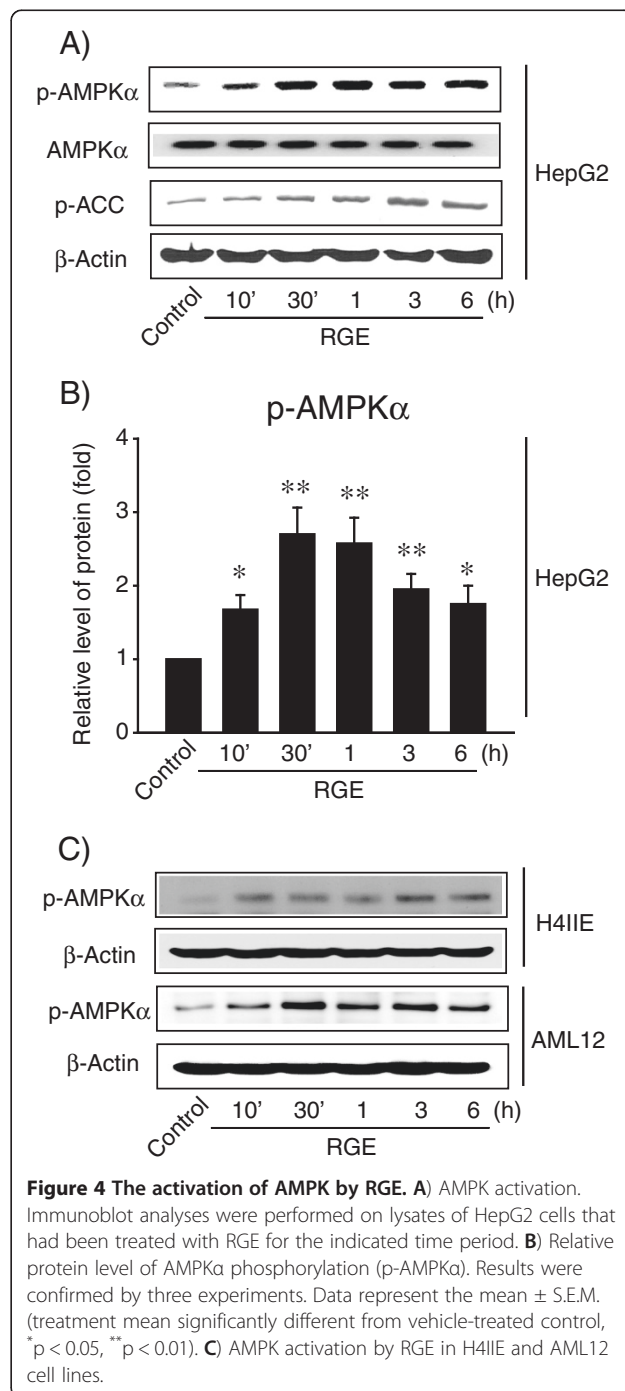 A)
p-AMPKα
AMPKα
p-ACC
β-Actin
HepG2
Control 10' 30' 1 3 6 (h)
RGE
B)
p-AMPKα
Relative level of protein (fold)
4
3
2
1
0
* ** ** ** *
HepG2
Control 10' 30' 1 3 6 (h)
RGE
C)
p-AMPKα
β-Actin
H4IIE
p-AMPKα
β-Actin
AML12
Control 10' 30' 1 3 6 (h)
RGE
Figure 4 The activation of AMPK by RGE. A) AMPK activation.
Immunoblot analyses were performed on lysates of HepG2 cells that
had been treated with RGE for the indicated time period. B) Relative
protein level of AMPKα phosphorylation (p-AMPKα). Results were
confirmed by three experiments. Data represent the mean ± S.E.M.
(treatment mean significantly different from vehicle-treated control,
*p < 0.05, **p < 0.01). C) AMPK activation by RGE in H4IIE and AML12
cell lines.